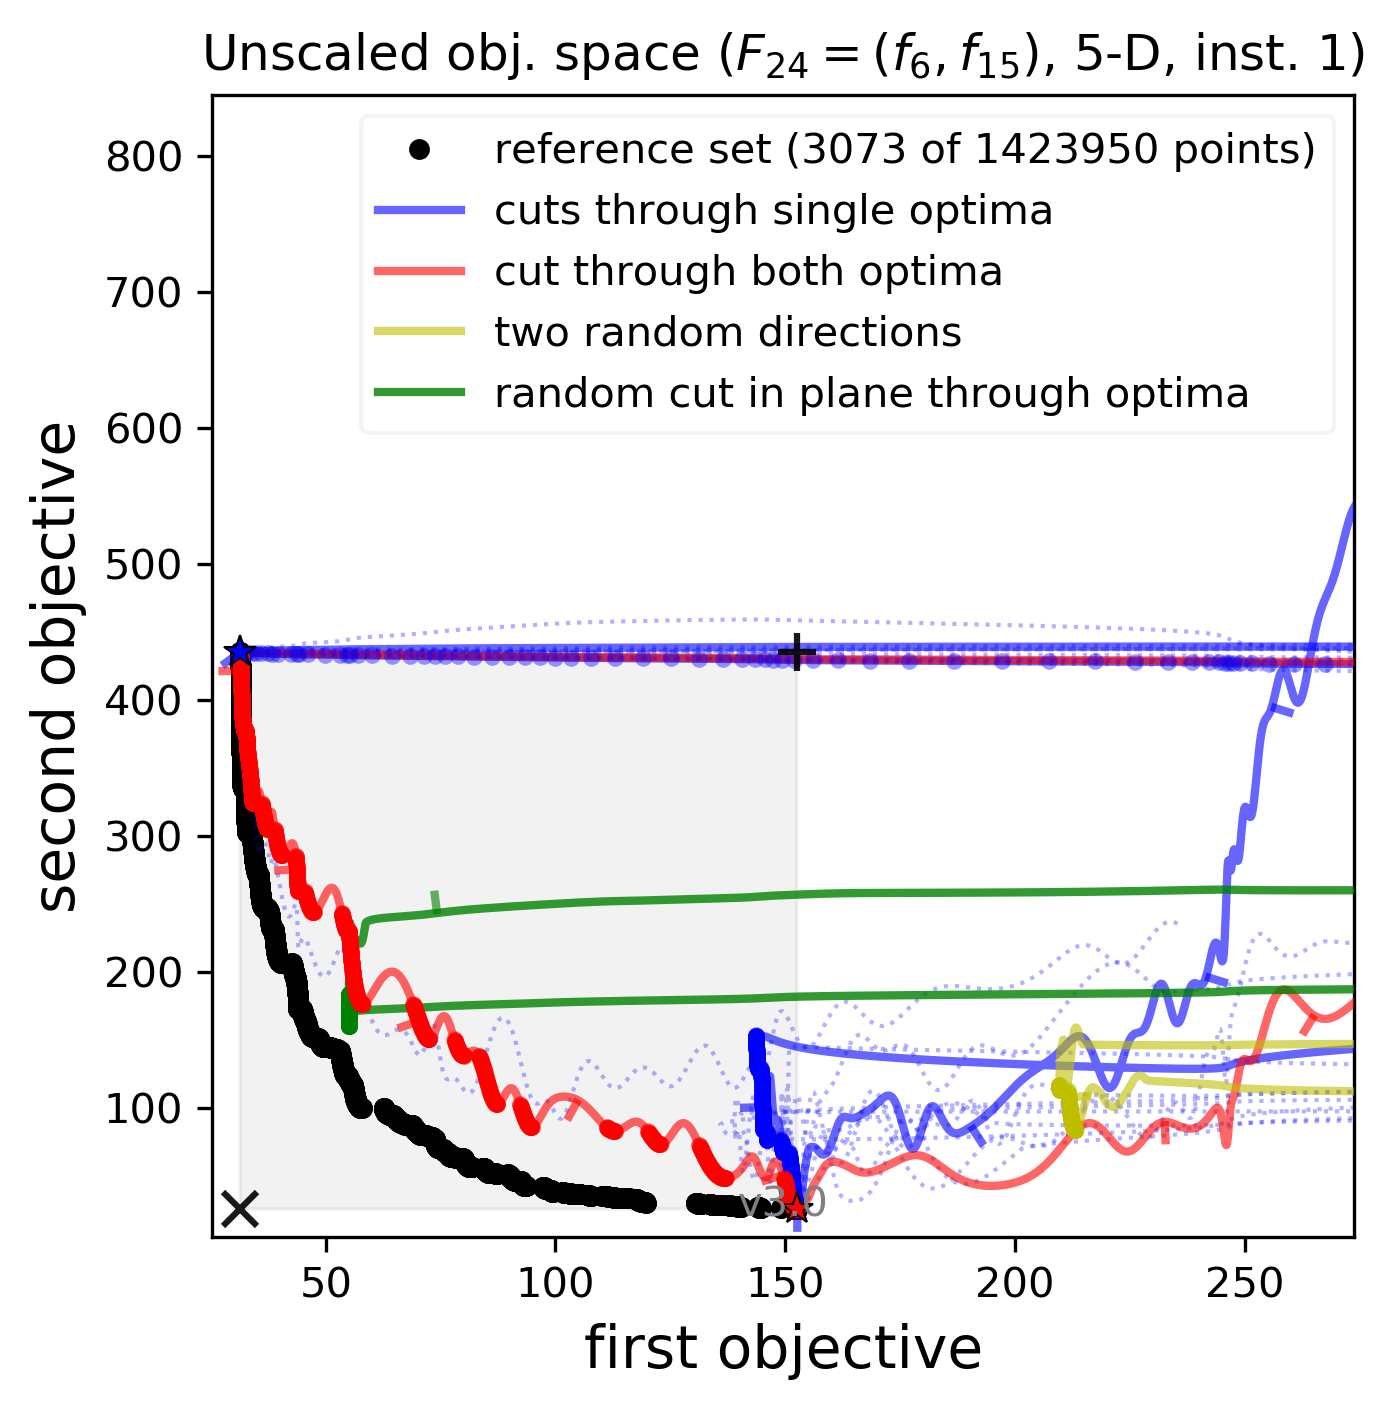 Unscaled obj. space (F₂₄ = (f₆, f₁₅), 5-D, inst. 1)
reference set (3073 of 1423950 points)
cuts through single optima
cut through both optima
two random directions
random cut in plane through optima
second objective
800
700
600
500
400
300
200
100
v3.0
50
100
150
200
250
first objective